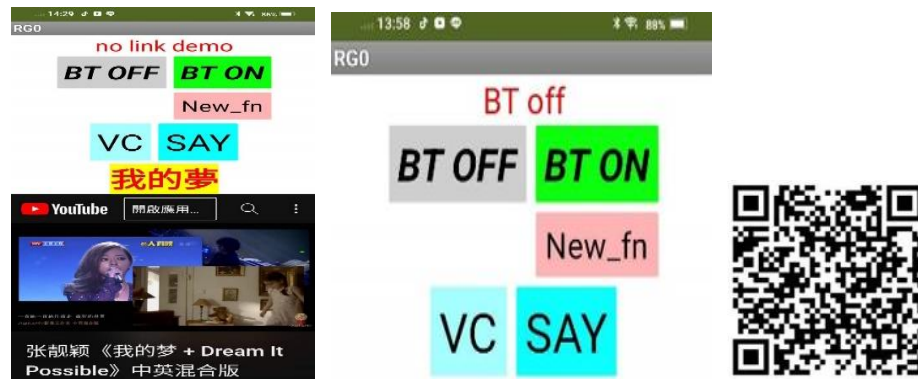 14:29
RG0
no link demo
BT OFF BT ON
New_fn
VC SAY
我的夢
YouTube 開啟應用...
张靓颖《我的梦 + Dream It
Possible》中英混合版
13:58 88%
RG0
BT off
BT OFF BT ON
New_fn
VC SAY